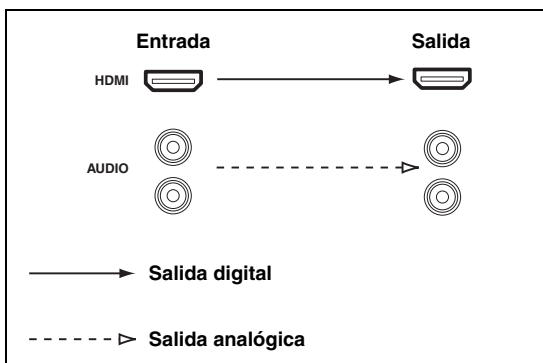 Entrada Salida
HDMI
AUDIO
Salida digital
Salida analógica